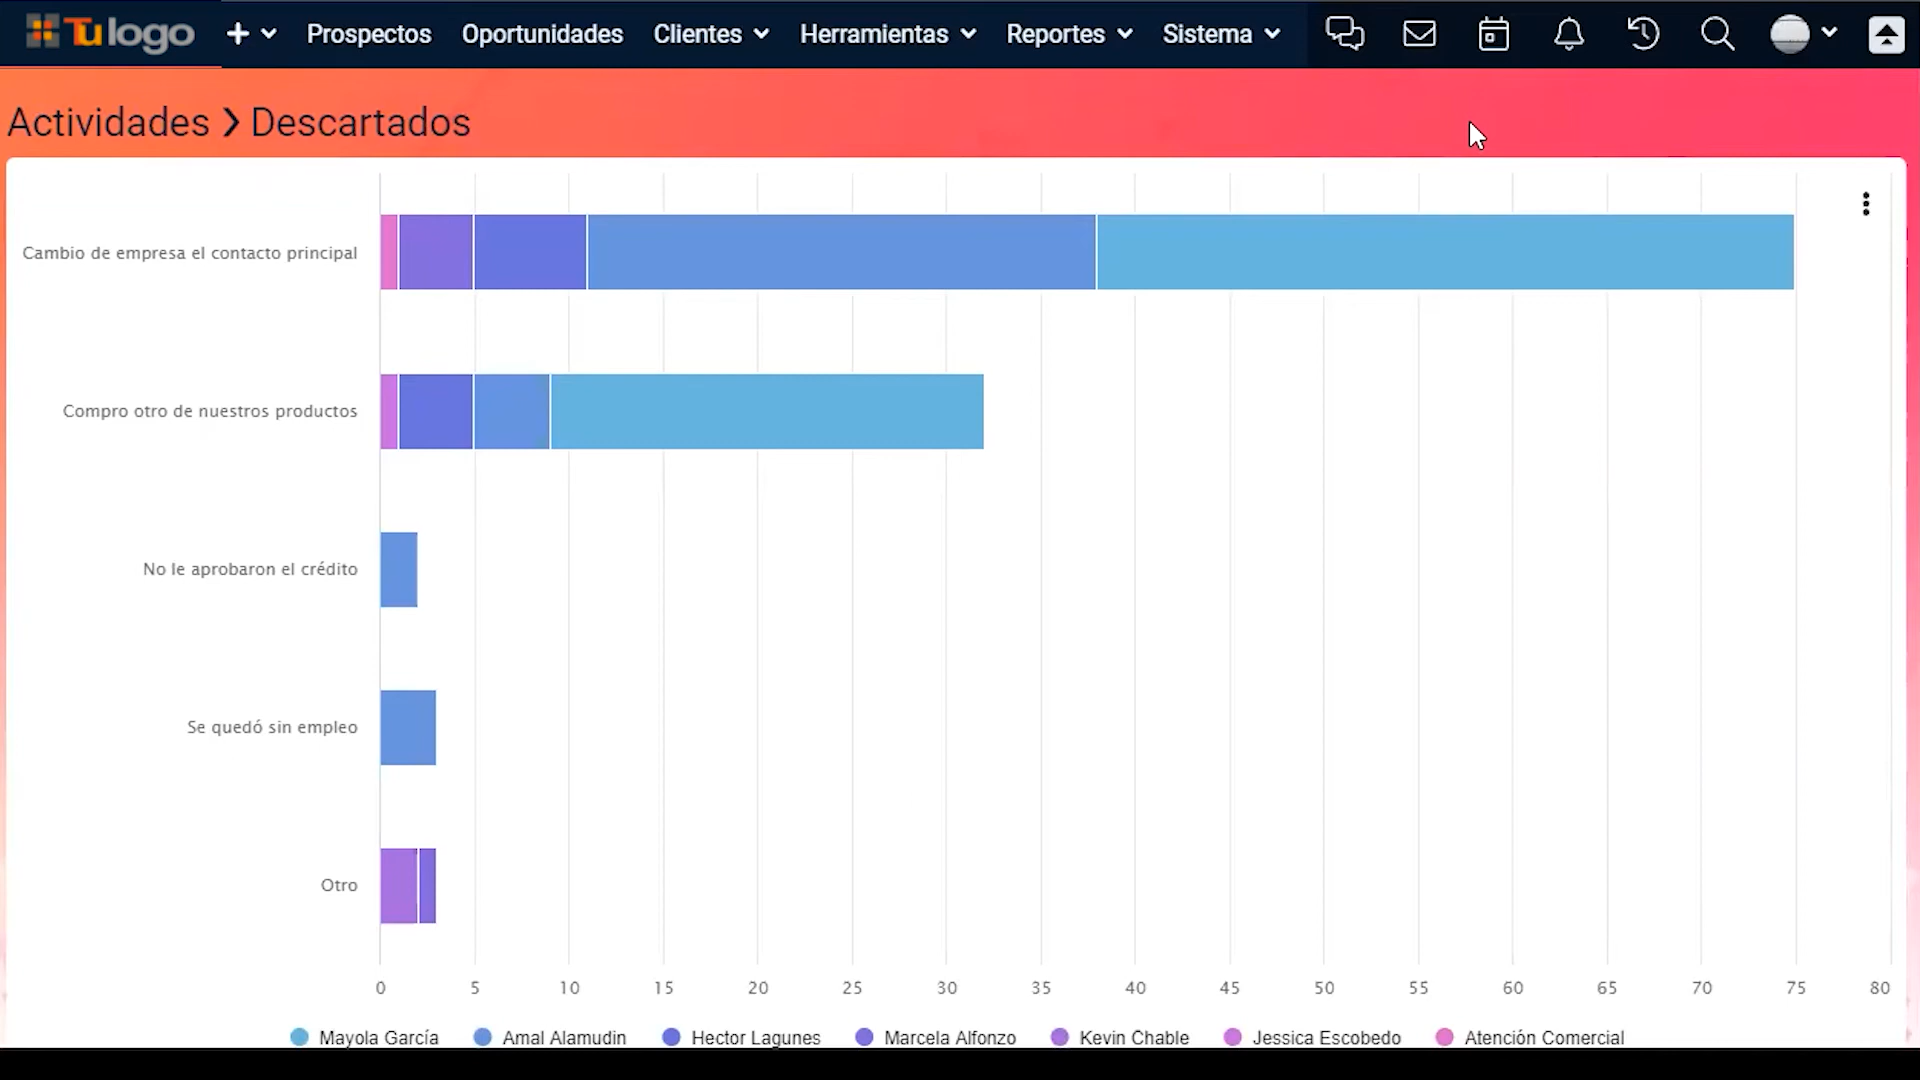 Tulogo
Prospectos Oportunidades Clientes Herramientas Reportes Sistema
Actividades ❯ Descartados
Cambio de empresa el contacto principal
Compro otro de nuestros productos
No le aprobaron el crédito
Se quedó sin empleo
Otro
0 5 10 15 20 25 30 35 40 45 50 55 60 65 70 75 80
Mayola García Amal Alamudin Hector Lagunes Marcela Alfonzo Kevin Chable Jessica Escobedo Atención Comercial